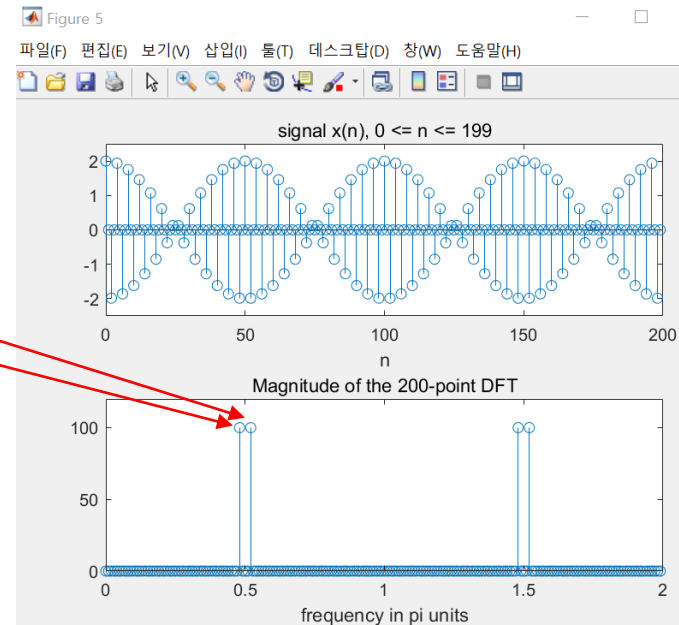 Figure 5
파일(F) 편집(E) 보기(V) 삽입(I) 툴(T) 데스크탑(D) 창(W) 도움말(H)
signal x(n), 0 <= n <= 199
2
1
0
-1
-2
0 50 100 150 200
n
Magnitude of the 200-point DFT
100
50
0
0 0.5 1 1.5 2
frequency in pi units